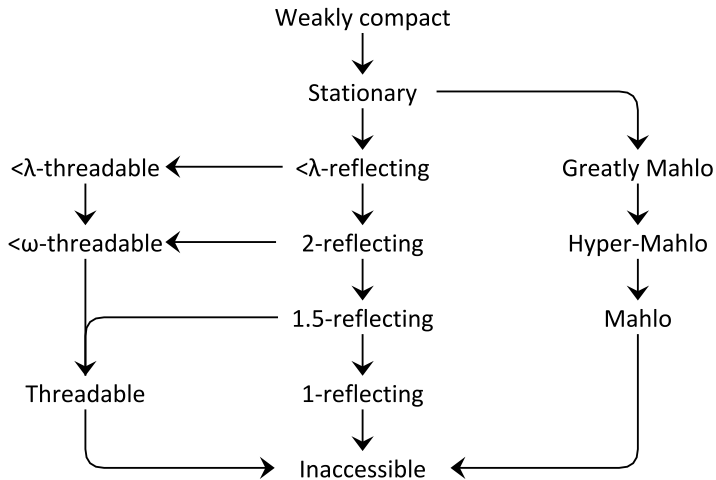 Weakly compact
Stationary
<λ-threadable
<λ-reflecting
Greatly Mahlo
<ω-threadable
2-reflecting
Hyper-Mahlo
1.5-reflecting
Mahlo
Threadable
1-reflecting
Inaccessible